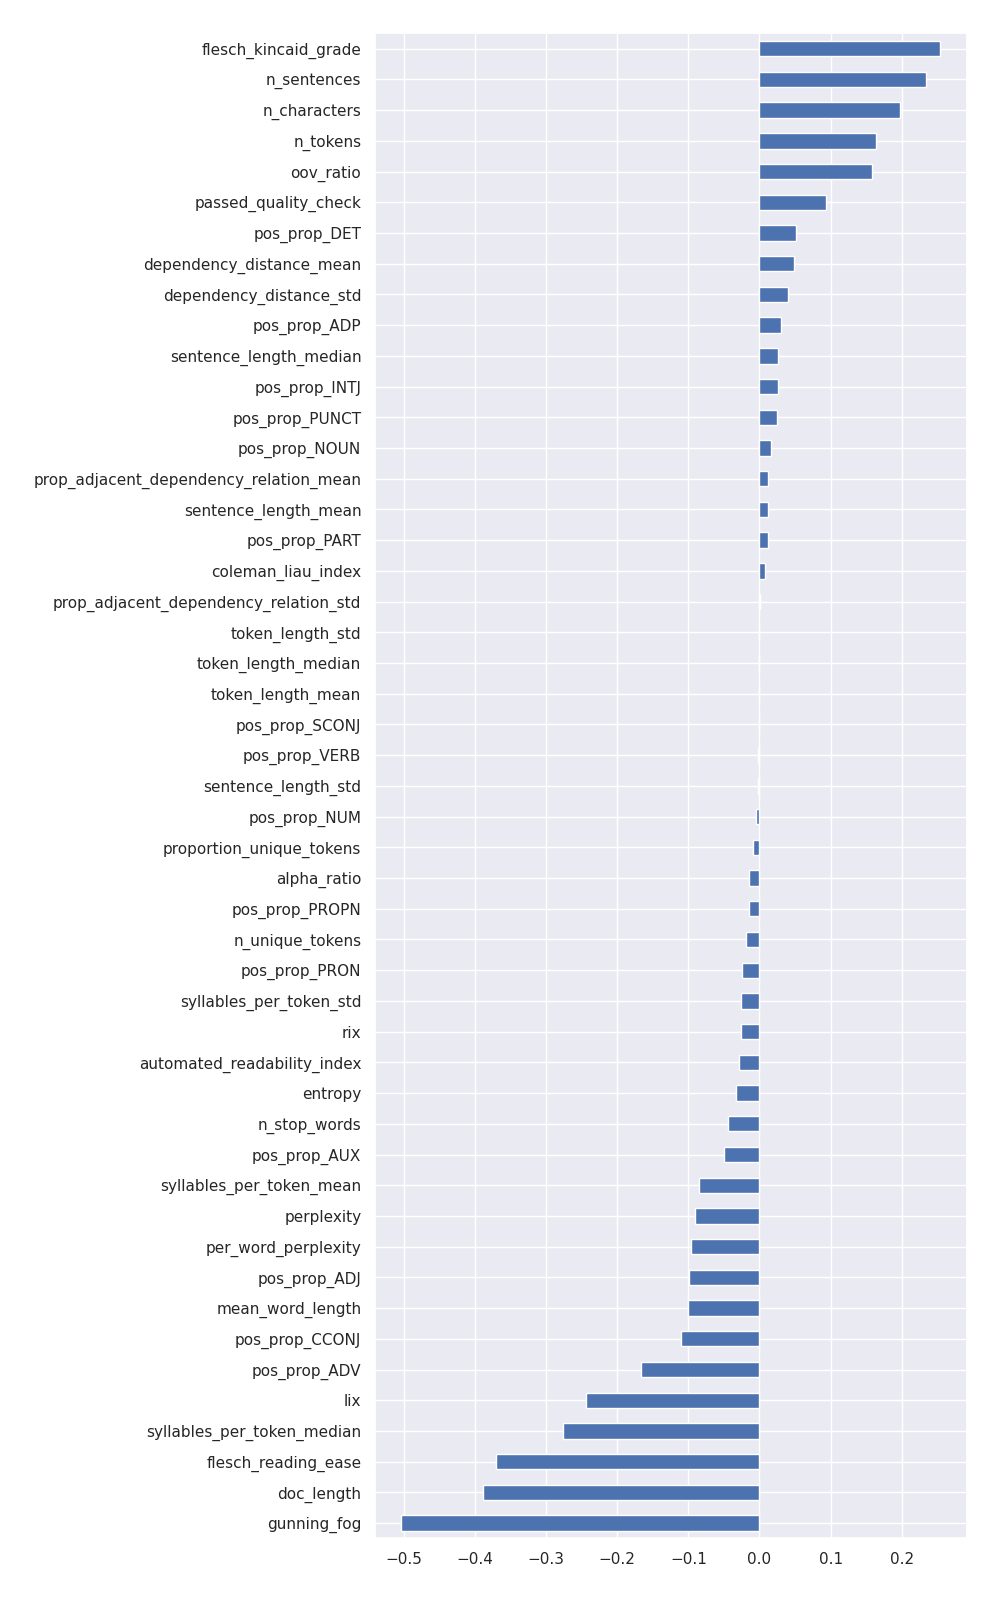 flesch_kincaid_grade
n_sentences
n_characters
n_tokens
oov_ratio
passed_quality_check
pos_prop_DET
dependency_distance_mean
dependency_distance_std
pos_prop_ADP
sentence_length_median
pos_prop_INTJ
pos_prop_PUNCT
pos_prop_NOUN
prop_adjacent_dependency_relation_mean
sentence_length_mean
pos_prop_PART
coleman_liau_index
prop_adjacent_dependency_relation_std
token_length_std
token_length_median
token_length_mean
pos_prop_SCONJ
pos_prop_VERB
sentence_length_std
pos_prop_NUM
proportion_unique_tokens
alpha_ratio
pos_prop_PROPN
n_unique_tokens
pos_prop_PRON
syllables_per_token_std
rix
automated_readability_index
entropy
n_stop_words
pos_prop_AUX
syllables_per_token_mean
perplexity
per_word_perplexity
pos_prop_ADJ
mean_word_length
pos_prop_CCONJ
pos_prop_ADV
lix
syllables_per_token_median
flesch_reading_ease
doc_length
gunning_fog
−0.5 −0.4 −0.3 −0.2 −0.1 0.0 0.1 0.2